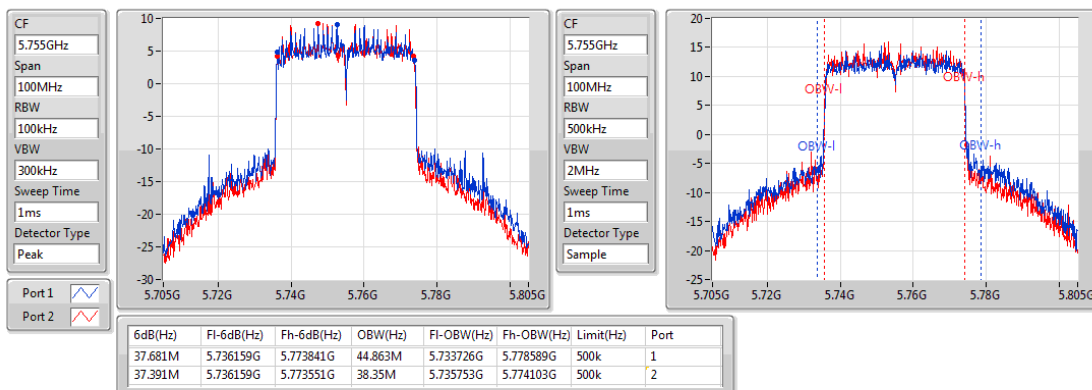 CF
5.755GHz
Span
100MHz
RBW
100kHz
VBW
300kHz
Sweep Time
1ms
Detector Type
Peak
Port 1
Port 2
10
5
0
-5
-10
-15
-20
-25
-30
5.705G 5.72G 5.74G 5.76G 5.78G 5.805G
CF
5.755GHz
Span
100MHz
RBW
500kHz
VBW
2MHz
Sweep Time
1ms
Detector Type
Sample
20
15
10
5
0
-5
-10
-15
-20
-25
OBW-l OBW-h
OBW-l OBW-h
5.705G 5.72G 5.74G 5.76G 5.78G 5.805G
6dB(Hz) Fl-6dB(Hz) Fh-6dB(Hz) OBW(Hz) Fl-OBW(Hz) Fh-OBW(Hz) Limit(Hz) Port
37.681M 5.736159G 5.773841G 44.863M 5.733726G 5.778589G 500k 1
37.391M 5.736159G 5.773551G 38.35M 5.735753G 5.774103G 500k 2